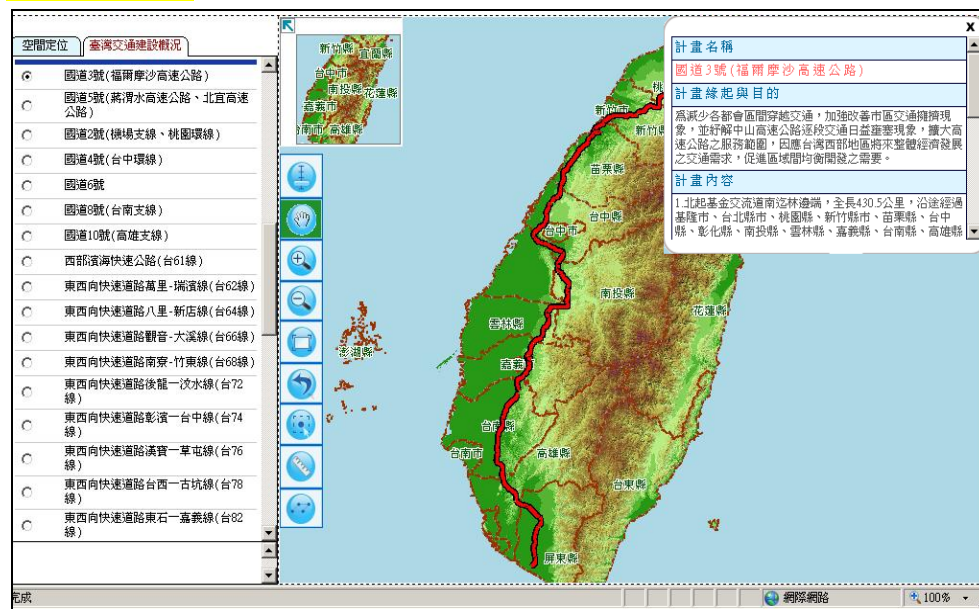 空間定位
臺灣交通建設概況
國道3號(福爾摩沙高速公路)
國道5號(蔣渭水高速公路、北宜高速
公路)
國道2號(機場支線、桃園環線)
國道4號(台中環線)
國道6號
國道8號(台南支線)
國道10號(高雄支線)
西部濱海快速公路(台61線)
東西向快速道路萬里-瑞濱線(台62線)
東西向快速道路八里-新店線(台64線)
東西向快速道路觀音-大溪線(台66線)
東西向快速道路南寮-竹東線(台68線)
東西向快速道路後龍—汶水線(台72
線)
東西向快速道路彰濱—台中線(台74
線)
東西向快速道路漢寶—草屯線(台76
線)
東西向快速道路台西—古坑線(台78
線)
東西向快速道路東石—嘉義線(台82
線)
新竹縣
宜蘭縣
台中市
南投縣
花蓮縣
嘉義市
台南市
高雄縣
桃
新竹市
新竹縣
苗栗縣
台中縣
台中市
南投縣
花蓮縣
雲林縣
澎湖縣
嘉義市
台南縣
台南市
高雄縣
台東縣
屏東縣
x
計畫名稱
國道3號(福爾摩沙高速公路)
計畫緣起與目的
為減少各都會區間穿越交通，加強改善市區交通擁擠現
象，並紓解中山高速公路逐段交通日益壅塞現象，擴大高
速公路之服務範圍，因應台灣西部地區將來整體經濟發展
之交通需求，促進區域間均衡開發之需要。
計畫內容
1.北起基金交流道南迄林邊端，全長430.5公里，沿途經過
基隆市、台北縣市、桃園縣、新竹縣市、苗栗縣、台中
縣、彰化縣、南投縣、雲林縣、嘉義縣、台南縣、高雄縣
完成
網際網路
100%